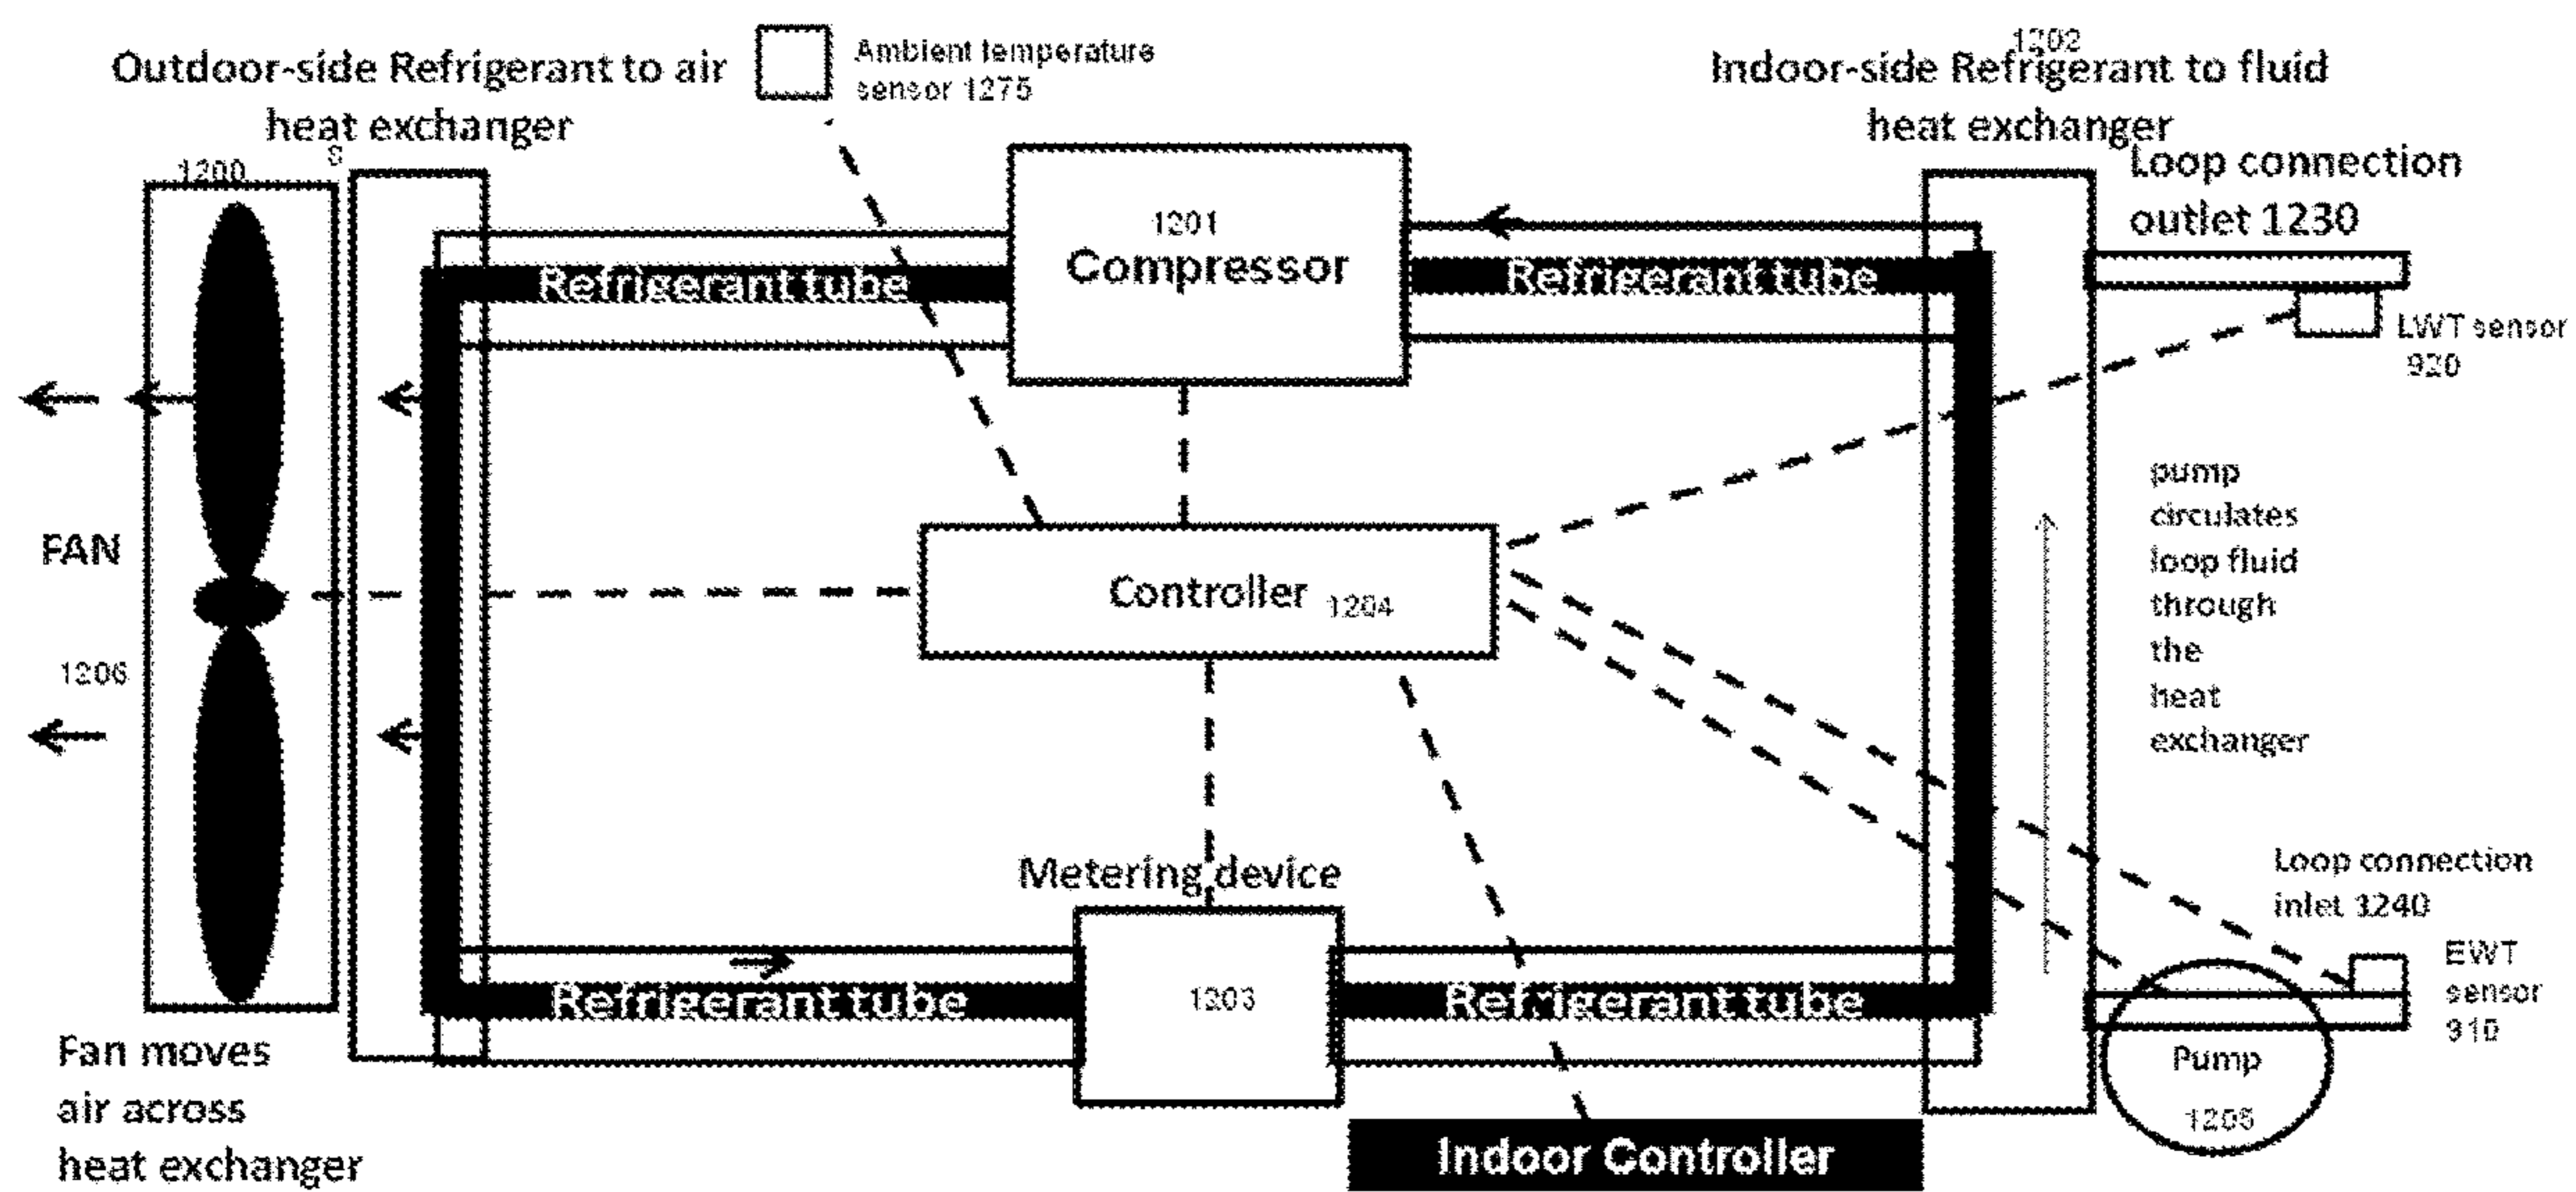 Outdoor-side Refrigerant to air
heat exchanger
8
1200
Ambient temperature
sensor 1275
1202
Indoor-side Refrigerant to fluid
heat exchanger
Loop connection
outlet 1230
1201
Compressor
Refrigerant tube
Refrigerant tube
LWT sensor
920
FAN
1206
Controller 1204
pump
circulates
loop fluid
through
the
heat
exchanger
Metering device
1203
Refrigerant tube
Refrigerant tube
Loop connection
inlet 1240
EWT
sensor
910
Pump
1205
Fan moves
air across
heat exchanger
Indoor Controller